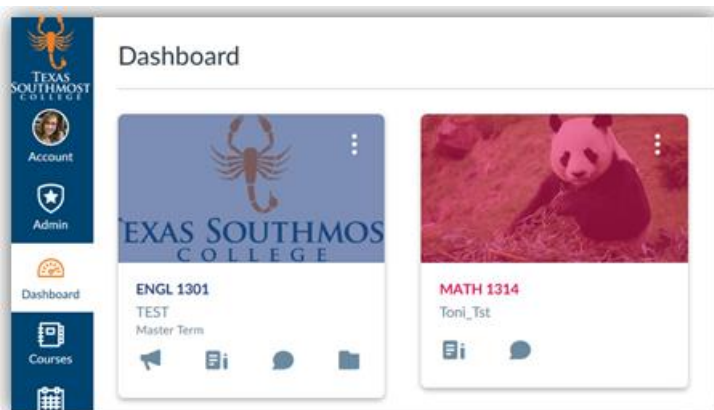 TEXAS
SOUTHMOST
COLLEGE
Account
Admin
Dashboard
Courses
Dashboard
EXAS SOUTHMOS
COLLEGE
ENGL 1301
TEST
Master Term
MATH 1314
Toni_Tst